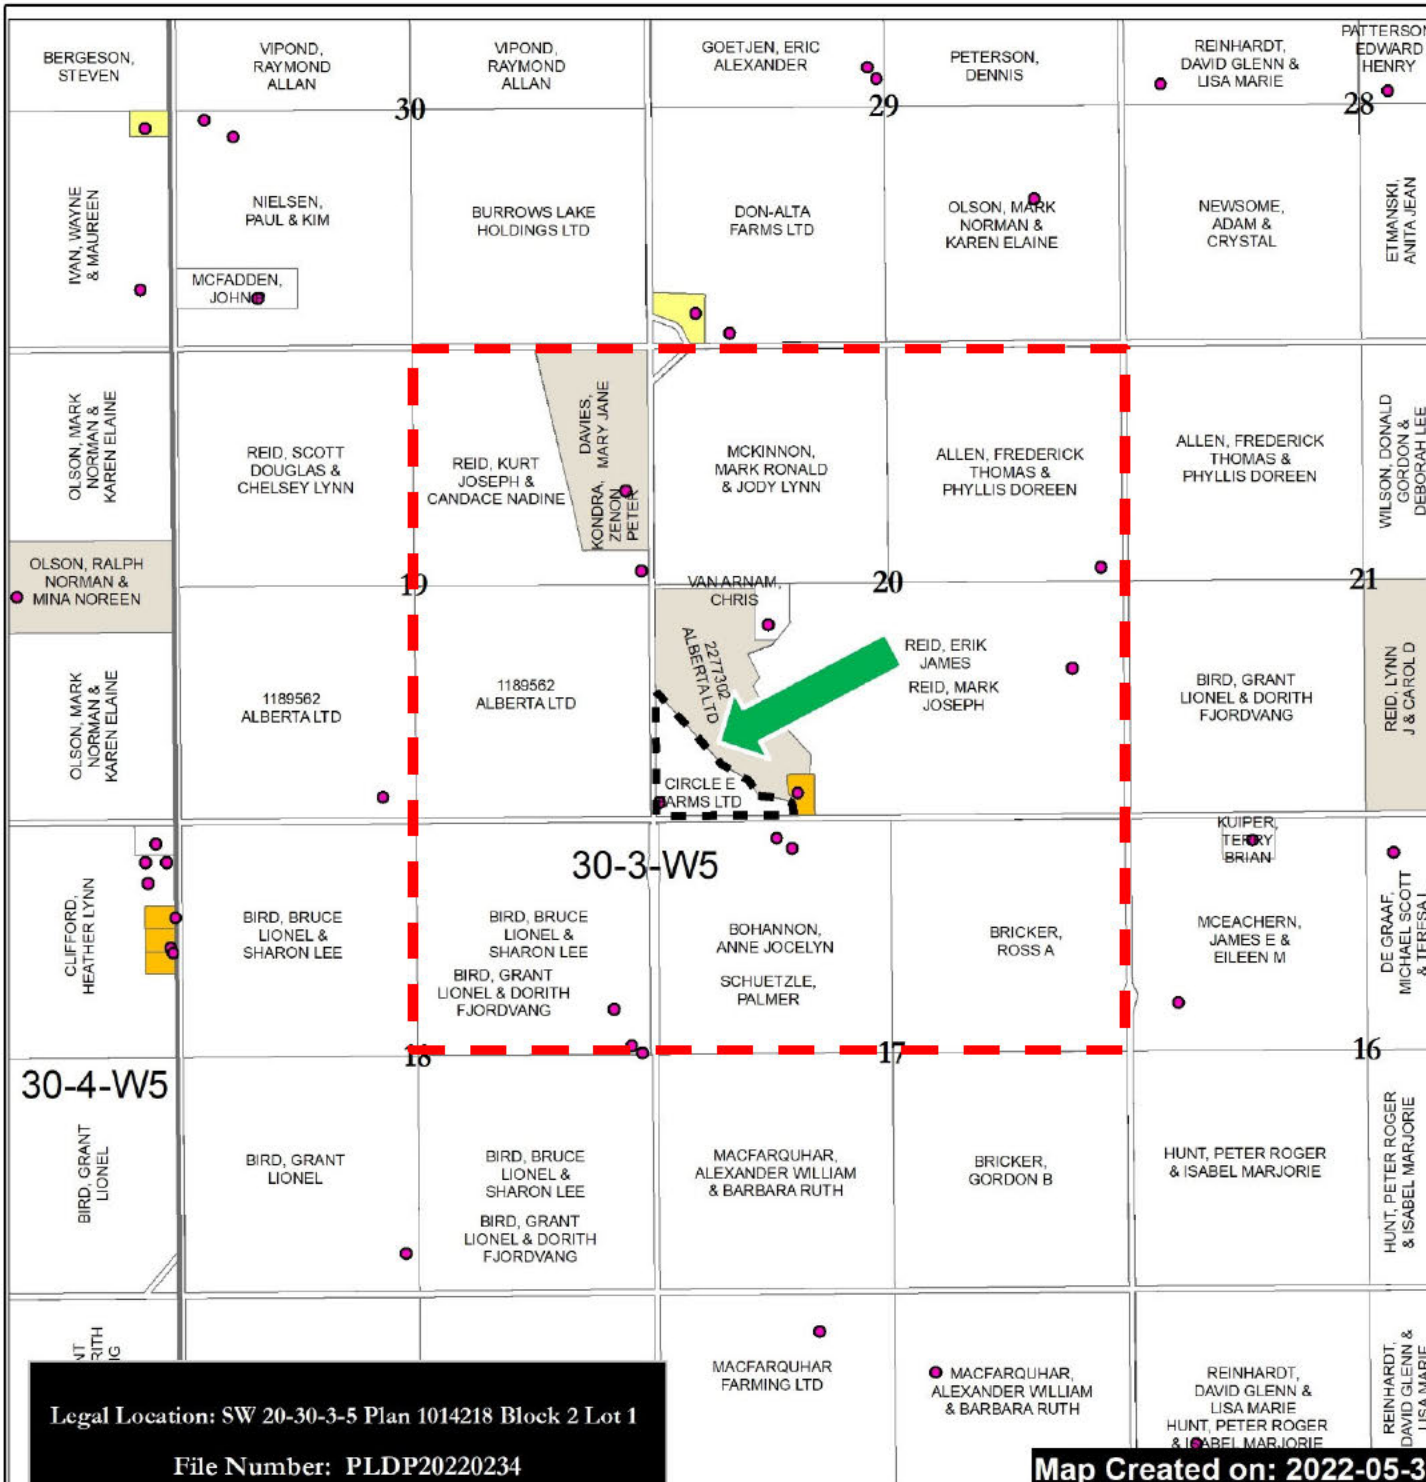 BERGESON,
STEVEN
VIPOND,
RAYMOND
ALLAN
VIPOND,
RAYMOND
ALLAN
GOETJEN, ERIC
ALEXANDER
PETERSON,
DENNIS
REINHARDT,
DAVID GLENN &
LISA MARIE
PATTERSON
EDWARD
HENRY
30
29
28
IVAN, WAYNE
& MAUREEN
NIELSEN,
PAUL & KIM
BURROWS LAKE
HOLDINGS LTD
DON-ALTA
FARMS LTD
OLSON, MARK
NORMAN &
KAREN ELAINE
NEWSOME,
ADAM &
CRYSTAL
ETMANSKI,
ANITA JEAN
MCFADDEN,
OLSON, MARK
NORMAN &
KAREN ELAINE
REID, SCOTT
DOUGLAS &
CHELSEY LYNN
REID, KURT
JOSEPH &
CANDACE NADINE
DAVIES,
MARY JANE
KONDRA,
ZENON
PETER
MCKINNON,
MARK RONALD
& JODY LYNN
ALLEN, FREDERICK
THOMAS &
PHYLLIS DOREEN
ALLEN, FREDERICK
THOMAS &
PHYLLIS DOREEN
WILSON, DONALD
GORDON &
DEBORAH LEE
OLSON, RALPH
NORMAN &
MINA NOREEN
19
20
21
VAN ARNAM,
CHRIS
OLSON, MARK
NORMAN &
KAREN ELAINE
1189562
ALBERTA LTD
1189562
ALBERTA LTD
2277302
ALBERTA LTD
REID, ERIK
JAMES
REID, MARK
JOSEPH
BIRD, GRANT
LIONEL & DORITH
FJORDVANG
REID, LYNN
J & CAROL D
CIRCLE E
ARMS LTD
30-3-W5
KUIPER,
TERRY
BRIAN
CLIFFORD,
HEATHER LYNN
BIRD, BRUCE
LIONEL &
SHARON LEE
BIRD, BRUCE
LIONEL &
SHARON LEE
BIRD, GRANT
LIONEL & DORITH
FJORDVANG
BOHANNON,
ANNE JOCELYN
SCHUETZLE,
PALMER
BRICKER,
ROSS A
MCEACHERN,
JAMES E &
EILEEN M
DE GRAAF,
MICHAEL SCOTT
& TERESA L
18
17
16
30-4-W5
BIRD, GRANT
LIONEL
BIRD, GRANT
LIONEL
BIRD, BRUCE
LIONEL &
SHARON LEE
BIRD, GRANT
LIONEL & DORITH
FJORDVANG
MACFARQUHAR,
ALEXANDER WILLIAM
& BARBARA RUTH
BRICKER,
GORDON B
HUNT, PETER ROGER
& ISABEL MARJORIE
HUNT, PETER ROGER
& ISABEL MARJORIE
MACFARQUHAR
FARMING LTD
MACFARQUHAR,
ALEXANDER WILLIAM
& BARBARA RUTH
REINHARDT,
DAVID GLENN &
LISA MARIE
HUNT, PETER ROGER
& ISABEL MARJORIE
REINHARDT,
DAVID GLENN &
LISA MARIE
Legal Location: SW 20-30-3-5 Plan 1014218 Block 2 Lot 1
File Number: PLDP20220234
Map Created on: 2022-05-3